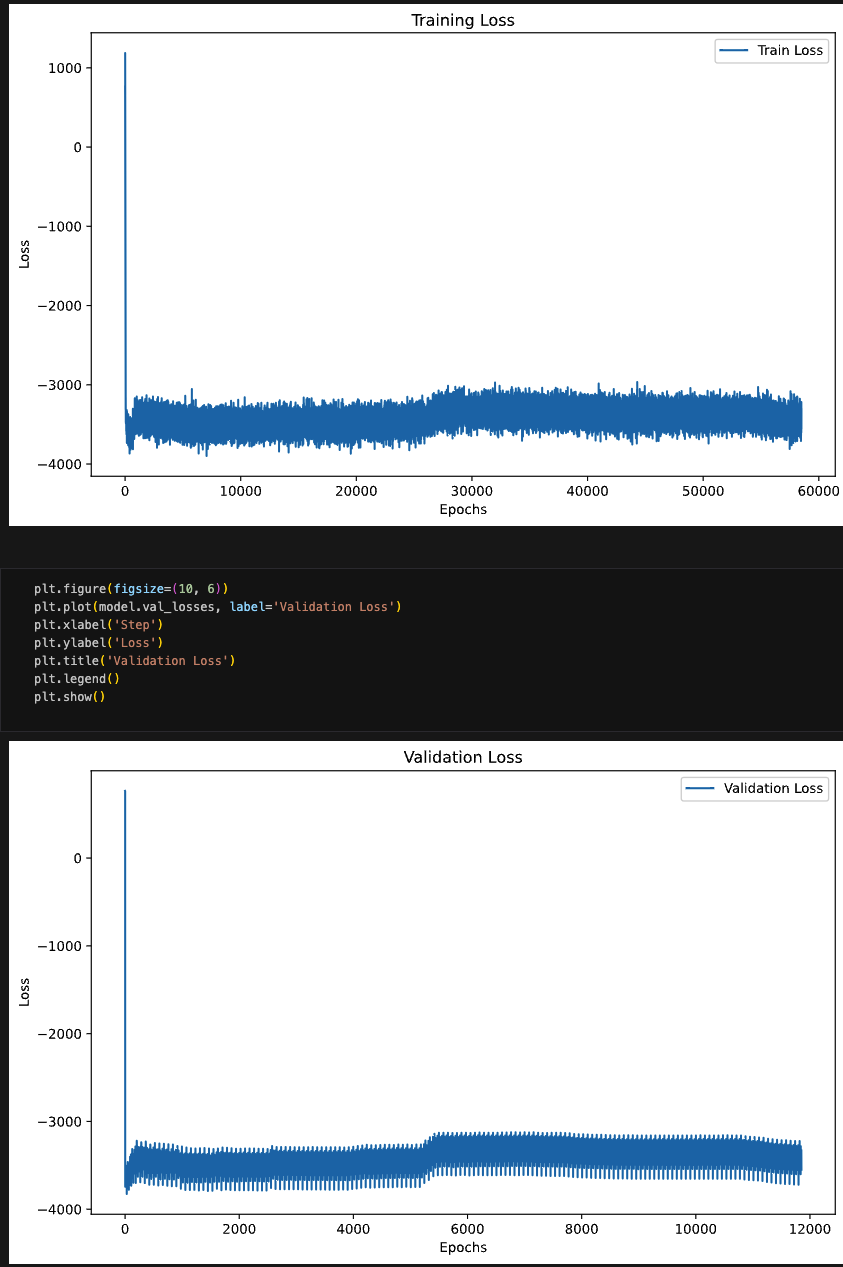 Training Loss
Train Loss
1000
0
−1000
−2000
−3000
−4000
Loss
0 10000 20000 30000 40000 50000 60000
Epochs
plt.figure(figsize=(10, 6))
plt.plot(model.val_losses, label='Validation Loss')
plt.xlabel('Step')
plt.ylabel('Loss')
plt.title('Validation Loss')
plt.legend()
plt.show()
Validation Loss
Validation Loss
0
−1000
−2000
−3000
−4000
Loss
0 2000 4000 6000 8000 10000 12000
Epochs